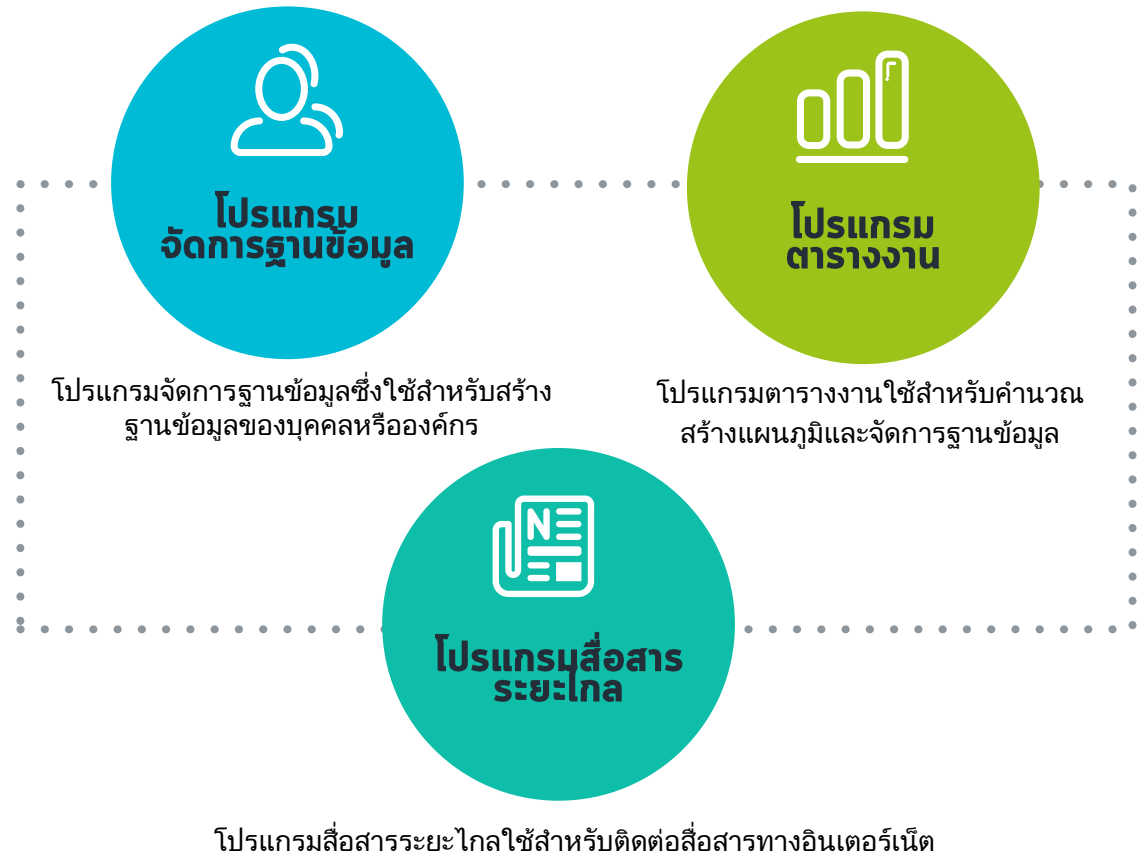 โปรแกรม
จัดการฐานข้อมูล
โปรแกรม
ตารางงาน
โปรแกรมจัดการฐานข้อมูลซึ่งใช้สำหรับสร้าง
ฐานข้อมูลของบุคคลหรือองค์กร
โปรแกรมตารางงานใช้สำหรับคำนวณ
สร้างแผนภูมิและจัดการฐานข้อมูล
N
โปรแกรมสื่อสาร
ระยะไกล
โปรแกรมสื่อสารระยะไกลใช้สำหรับติดต่อสื่อสารทางอินเตอร์เน็ต